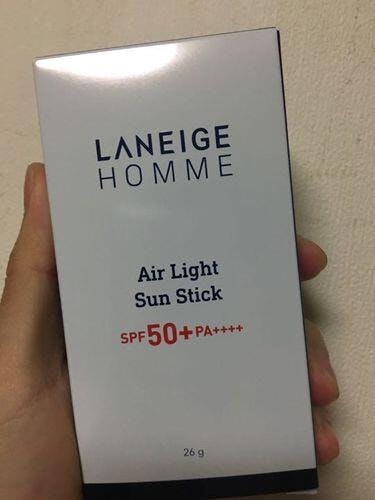 LANEIGE
HOMME
Air Light
Sun Stick
SPF50+PA++++
26 g